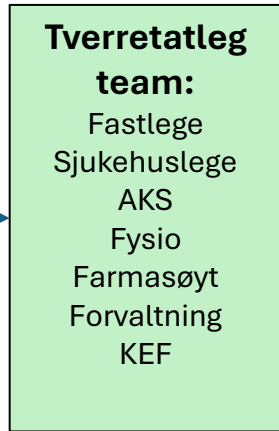 Tverretatleg
team:
Fastlege
Sjukehuslege
AKS
Fysio
Farmasøyt
Forvaltning
KEF